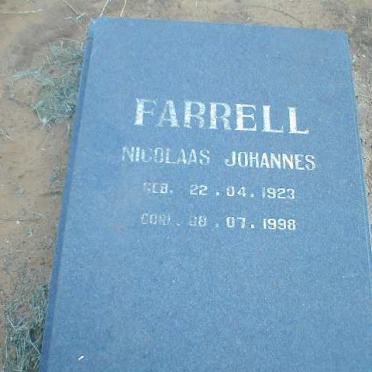 FARRELL
NICOLAAS JOHANNES
GEB. 22.04.1923
OORL. 08.07.1998